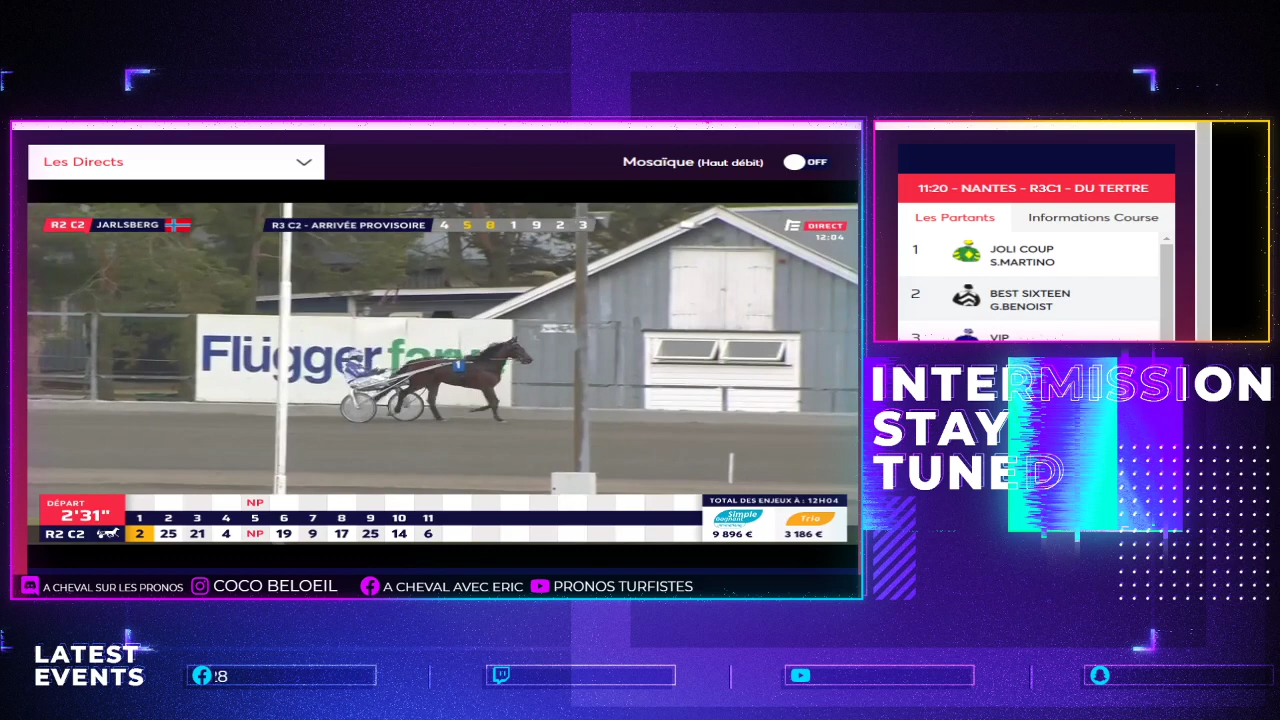 Les Directs
Mosaïque (Haut débit)
OFF
R2 C2 JARLSBERG
R3 C2 - ARRIVÉE PROVISOIRE 4 5 8 1 9 2 3
DIRECT
12:04
Flügger
1
DÉPART
2'31"
NP
1 2 3 4 5 6 7 8 9 10 11
R2 C2 2 25 21 4 NP 19 9 17 25 14 6
TOTAL DES ENJEUX À : 12H04
Simple
Gagnant
Trio
9 896 € 3 186 €
A CHEVAL SUR LES PRONOS COCO BELOEIL A CHEVAL AVEC ERIC PRONOS TURFISTES
11:20 - NANTES - R3C1 - DU TERTRE
Les Partants Informations Course
1 JOLI COUP
S.MARTINO
2 BEST SIXTEEN
G.BENOIST
3 VIP
INTERMISSION
STAY
TUNED
LATEST
EVENTS
28